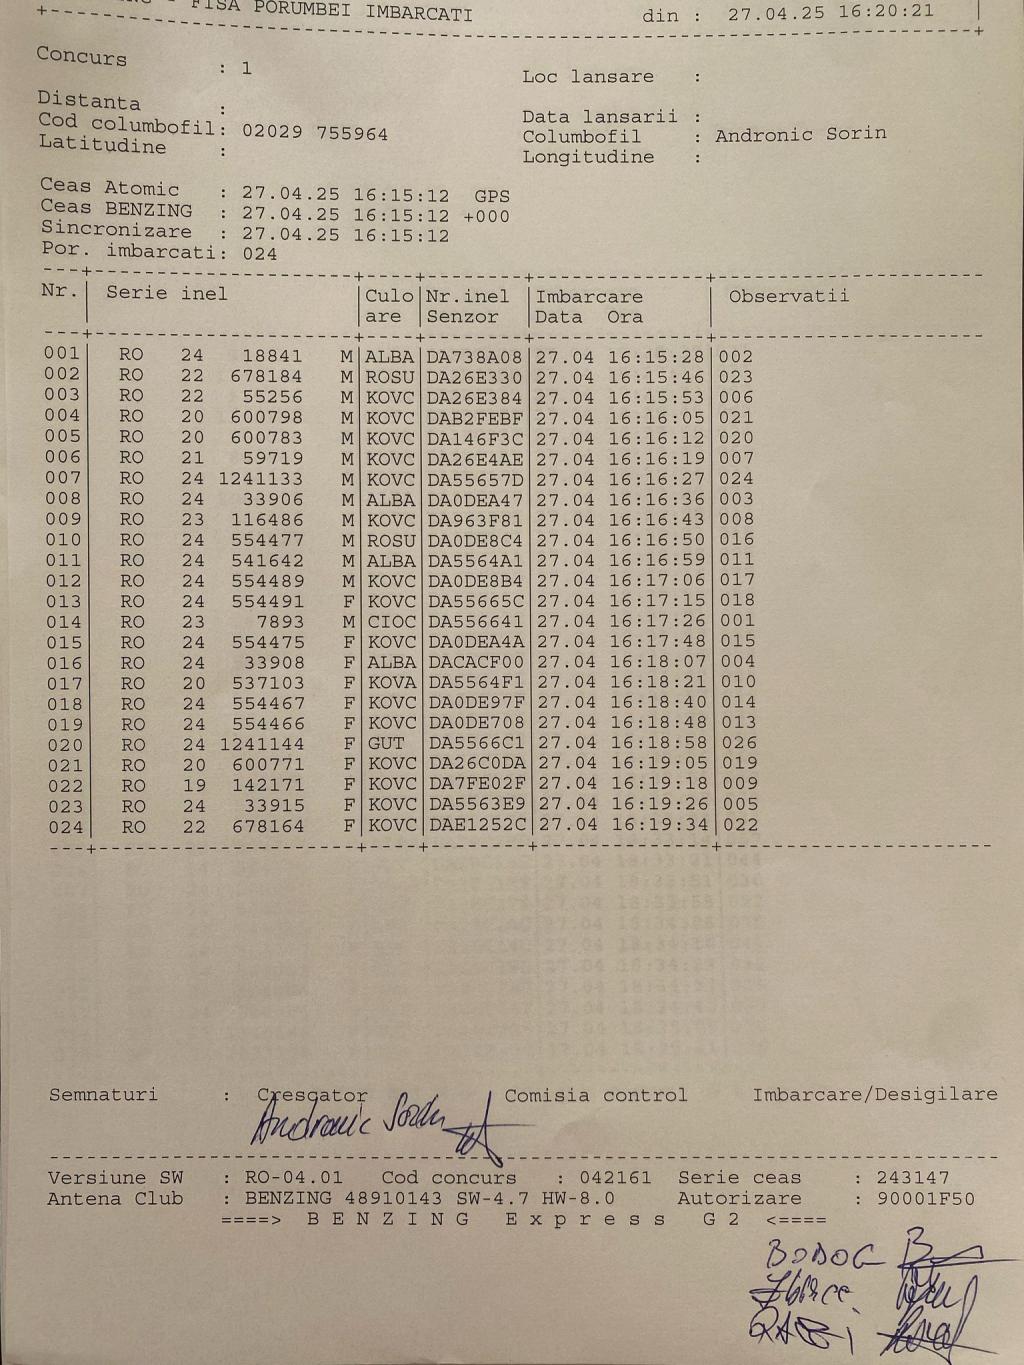 FISA PORUMBEI IMBARCATI din : 27.04.25 16:20:21
Concurs : 1 Loc lansare :
Distanta : Data lansarii :
Cod columbofil: 02029 755964 Columbofil : Andronic Sorin
Latitudine : Longitudine :
Ceas Atomic : 27.04.25 16:15:12 GPS
Ceas BENZING : 27.04.25 16:15:12 +000
Sincronizare : 27.04.25 16:15:12
Por. imbarcati: 024
Nr. Serie inel Culo Nr.inel Imbarcare Observatii
are Senzor Data Ora
001 RO 24 18841 M ALBA DA738A08 27.04 16:15:28 002
002 RO 22 678184 M ROSU DA26E330 27.04 16:15:46 023
003 RO 22 55256 M KOVC DA26E384 27.04 16:15:53 006
004 RO 20 600798 M KOVC DAB2FEBF 27.04 16:16:05 021
005 RO 20 600783 M KOVC DA146F3C 27.04 16:16:12 020
006 RO 21 59719 M KOVC DA26E4AE 27.04 16:16:19 007
007 RO 24 1241133 M KOVC DA55657D 27.04 16:16:27 024
008 RO 24 33906 M ALBA DA0DEA47 27.04 16:16:36 003
009 RO 23 116486 M KOVC DA963F81 27.04 16:16:43 008
010 RO 24 554477 M ROSU DA0DE8C4 27.04 16:16:50 016
011 RO 24 541642 M ALBA DA5564A1 27.04 16:16:59 011
012 RO 24 554489 M KOVC DA0DE8B4 27.04 16:17:06 017
013 RO 24 554491 F KOVC DA55665C 27.04 16:17:15 018
014 RO 23 7893 M CIOC DA556641 27.04 16:17:26 001
015 RO 24 554475 F KOVC DA0DEA4A 27.04 16:17:48 015
016 RO 24 33908 F ALBA DACACF00 27.04 16:18:07 004
017 RO 20 537103 F KOVA DA5564F1 27.04 16:18:21 010
018 RO 24 554467 F KOVC DA0DE97F 27.04 16:18:40 014
019 RO 24 554466 F KOVC DA0DE708 27.04 16:18:48 013
020 RO 24 1241144 F GUT DA5566C1 27.04 16:18:58 026
021 RO 20 600771 F KOVC DA26C0DA 27.04 16:19:05 019
022 RO 19 142171 F KOVC DA7FE02F 27.04 16:19:18 009
023 RO 24 33915 F KOVC DA5563E9 27.04 16:19:26 005
024 RO 22 678164 F KOVC DAE1252C 27.04 16:19:34 022
Semnaturi : Crescator Comisia control Imbarcare/Desigilare
Andronic Sorin
Versiune SW : RO-04.01 Cod concurs : 042161 Serie ceas : 243147
Antena Club : BENZING 48910143 SW-4.7 HW-8.0 Autorizare : 90001F50
====> B E N Z I N G E x p r e s s G 2 <====
BODOG